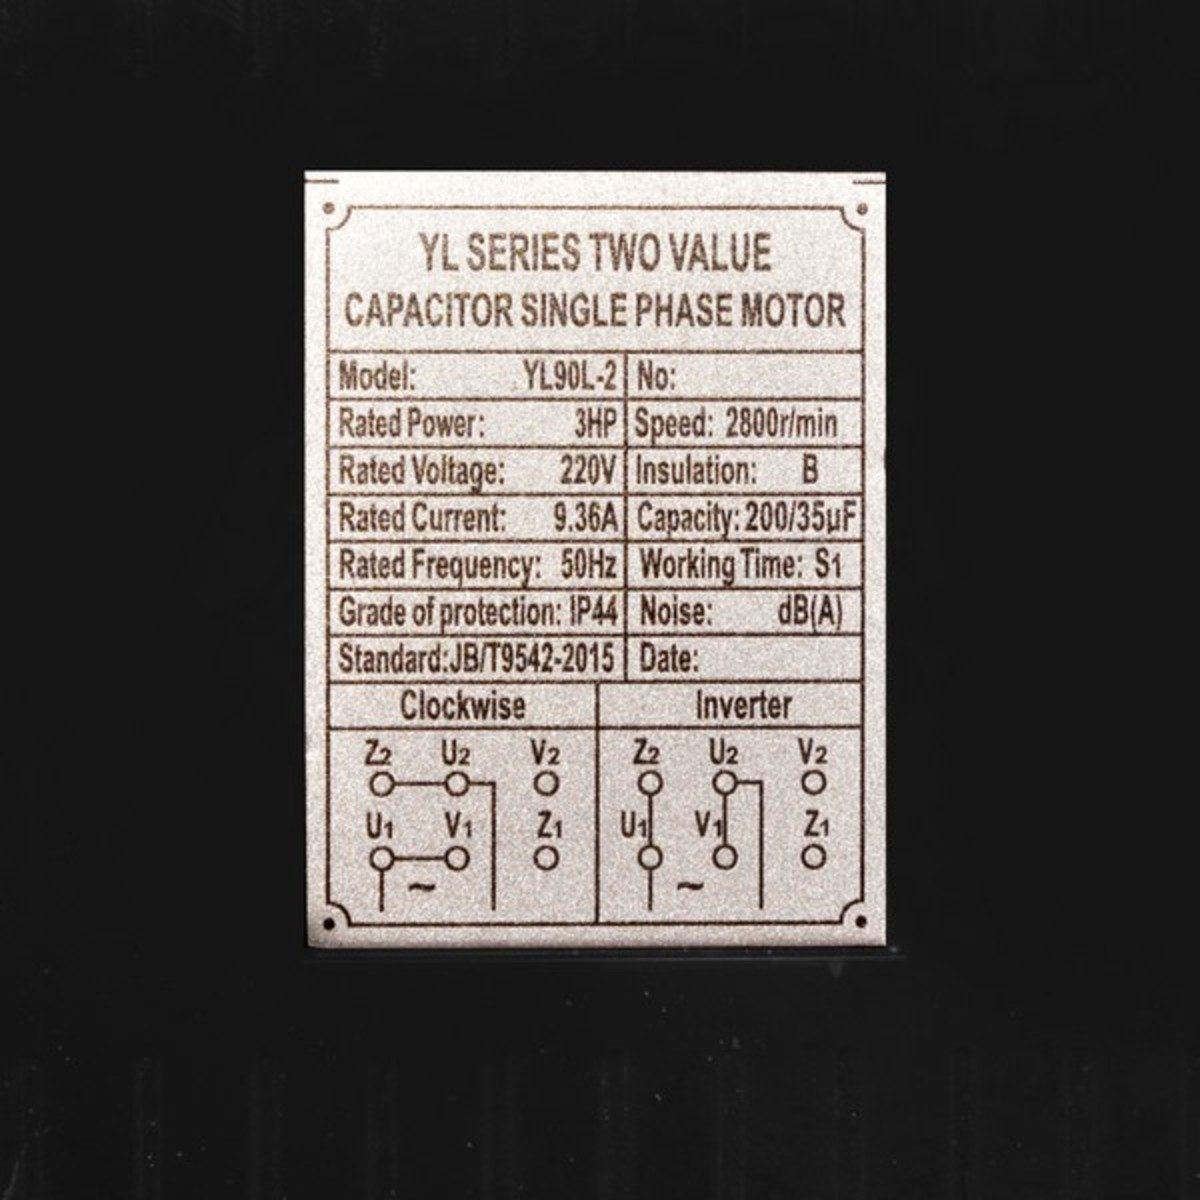 YL SERIES TWO VALUE
CAPACITOR SINGLE PHASE MOTOR
Model: YL90L-2 No:
Rated Power: 3HP Speed: 2800r/min
Rated Voltage: 220V Insulation: B
Rated Current: 9.36A Capacity: 200/35µF
Rated Frequency: 50Hz Working Time: S1
Grade of protection: IP44 Noise: dB(A)
Standard:JB/T9542-2015 Date:
Clockwise Inverter
Z2 U2 V2 Z2 U2 V2
U1 V1 Z1 U1 V1 Z1
~ ~